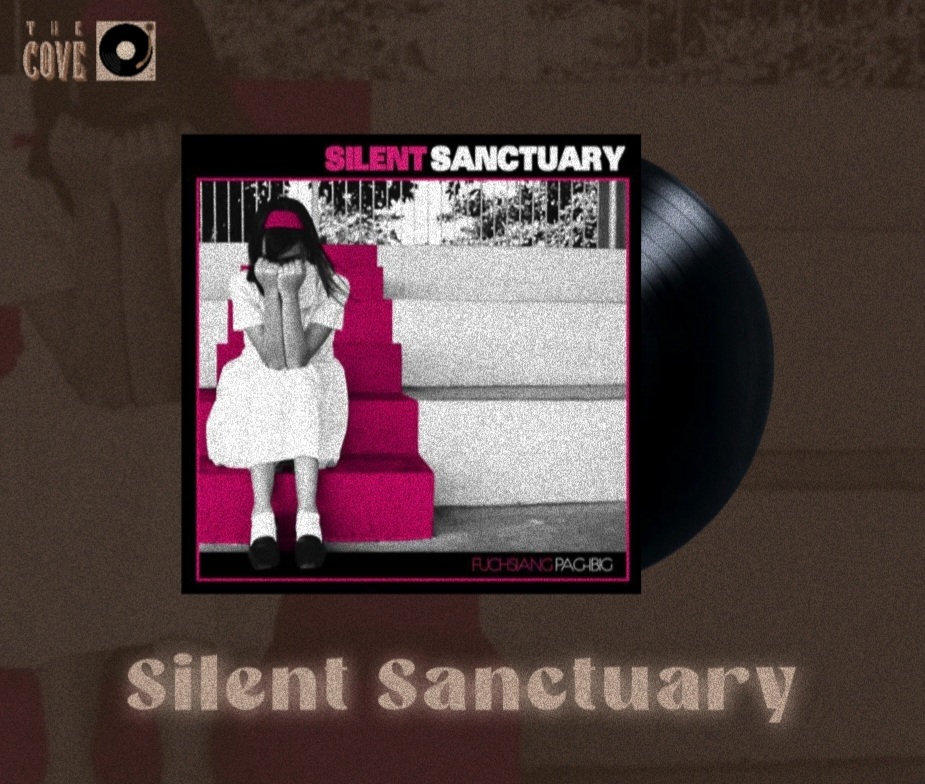 THE
COVE
SILENT SANCTUARY
FUCHSIANG PAG-IBIG
Silent Sanctuary